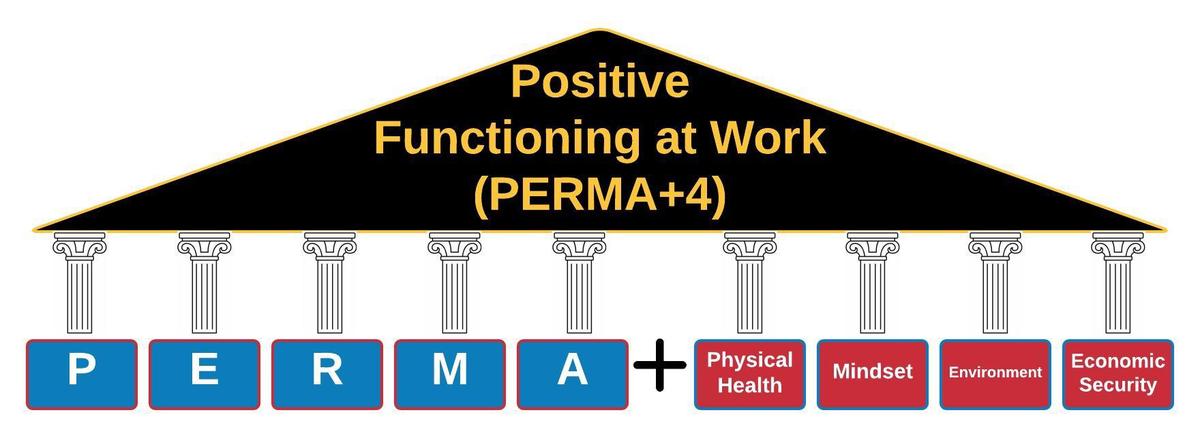 Positive
Functioning at Work
(PERMA+4)
P E R M A + Physical Health Mindset Environment Economic Security